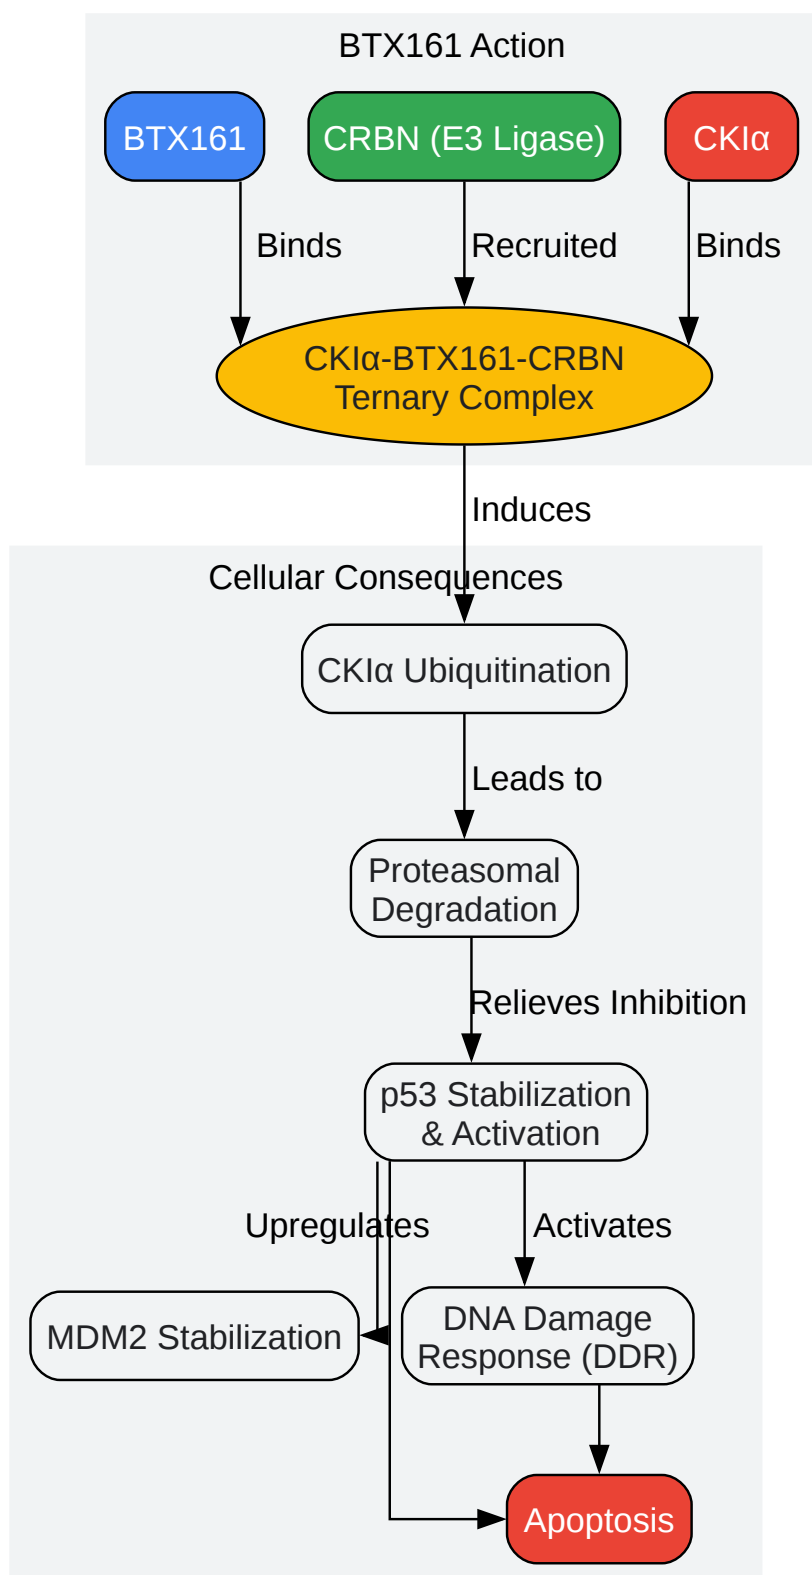 BTX161 Action
BTX161
CRBN (E3 Ligase)
CKIα
Binds
Recruited
Binds
CKIα-BTX161-CRBN
Ternary Complex
Induces
Cellular Consequences
CKIα Ubiquitination
Leads to
Proteasomal
Degradation
Relieves Inhibition
p53 Stabilization
& Activation
Upregulates
Activates
MDM2 Stabilization
DNA Damage
Response (DDR)
Apoptosis